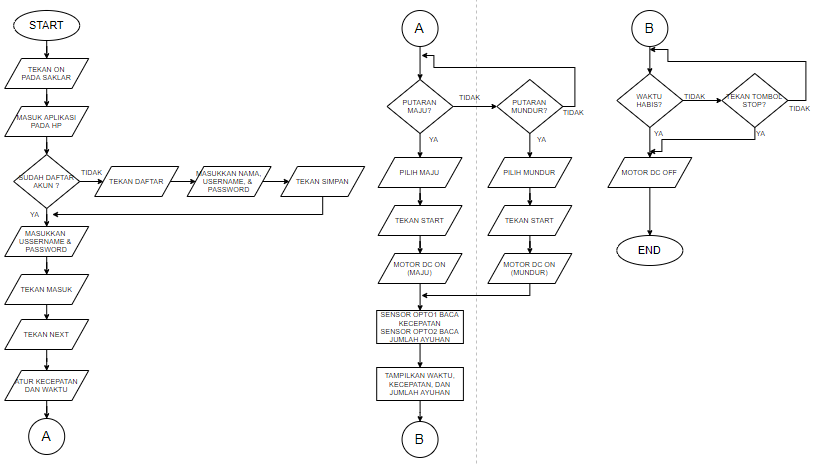 START
TEKAN ON
PADA SAKLAR
MASUK APLIKASI
PADA HP
SUDAH DAFTAR
AKUN ?
TIDAK
TEKAN DAFTAR
MASUKKAN NAMA,
USERNAME, &
PASSWORD
TEKAN SIMPAN
YA
MASUKKAN
USSERNAME &
PASSWORD
TEKAN MASUK
TEKAN NEXT
ATUR KECEPATAN
DAN WAKTU
A
A
PUTARAN
MAJU?
TIDAK
PUTARAN
MUNDUR?
TIDAK
YA
YA
PILIH MAJU
PILIH MUNDUR
TEKAN START
TEKAN START
MOTOR DC ON
(MAJU)
MOTOR DC ON
(MUNDUR)
SENSOR OPTO1 BACA
KECEPATAN
SENSOR OPTO2 BACA
JUMLAH AYUHAN
TAMPILKAN WAKTU,
KECEPATAN, DAN
JUMLAH AYUHAN
B
B
WAKTU
HABIS?
TIDAK
TEKAN TOMBOL
STOP?
TIDAK
YA
YA
MOTOR DC OFF
END